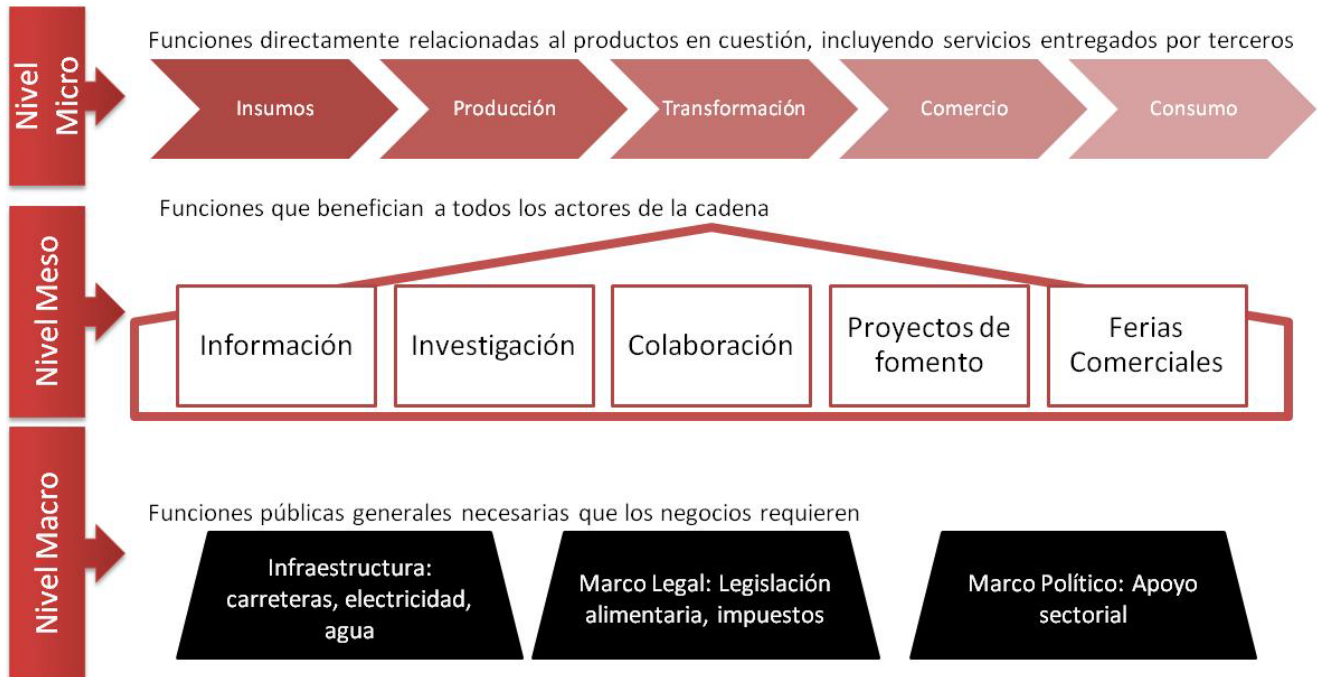 Nivel
Micro
Funciones directamente relacionadas al productos en cuestión, incluyendo servicios entregados por terceros
Insumos
Producción
Transformación
Comercio
Consumo
Nivel Meso
Funciones que benefician a todos los actores de la cadena
Información
Investigación
Colaboración
Proyectos de
fomento
Ferias
Comerciales
Nivel Macro
Funciones públicas generales necesarias que los negocios requieren
Infraestructura:
carreteras, electricidad,
agua
Marco Legal: Legislación
alimentaria, impuestos
Marco Político: Apoyo
sectorial